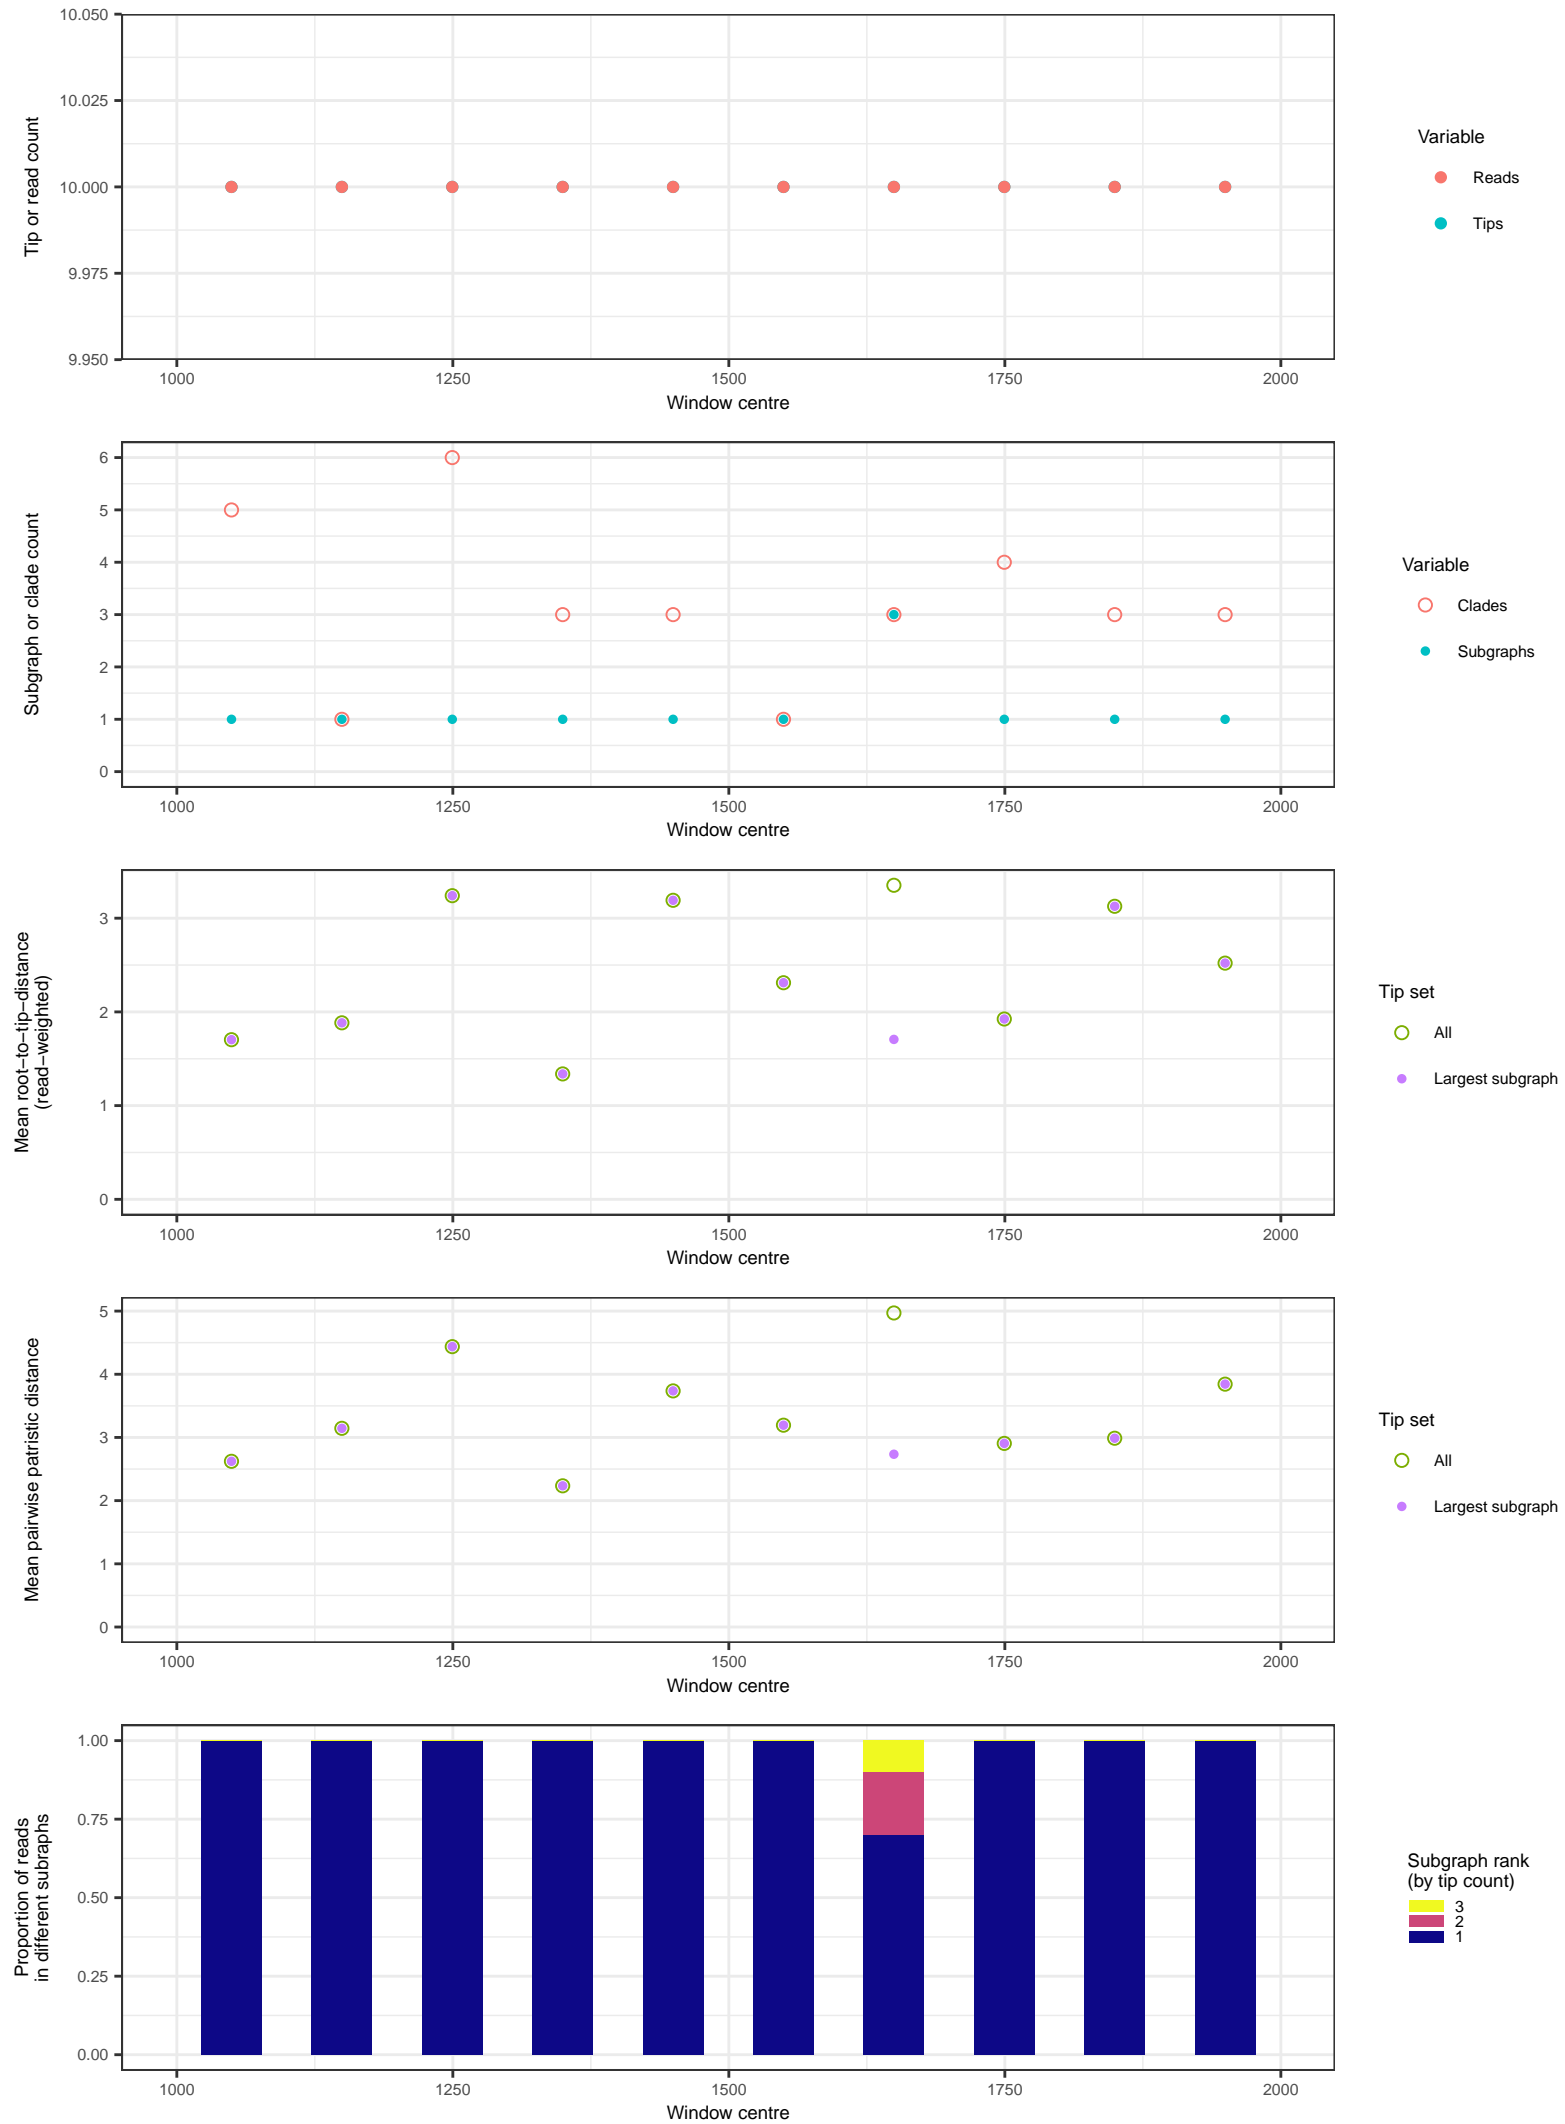 10.050
10.025
10.000
9.975
9.950
Tip or read count
1000 1250 1500 1750 2000
Window centre
Variable
Reads
Tips
6
5
4
3
2
1
0
Subgraph or clade count
1000 1250 1500 1750 2000
Window centre
Variable
Clades
Subgraphs
3
2
1
0
Mean root−to−tip−distance
(read−weighted)
1000 1250 1500 1750 2000
Window centre
Tip set
All
Largest subgraph
5
4
3
2
1
0
Mean pairwise patristic distance
1000 1250 1500 1750 2000
Window centre
Tip set
All
Largest subgraph
1.00
0.75
0.50
0.25
0.00
Proportion of reads
in different subraphs
1000 1250 1500 1750 2000
Window centre
Subgraph rank
(by tip count)
3
2
1